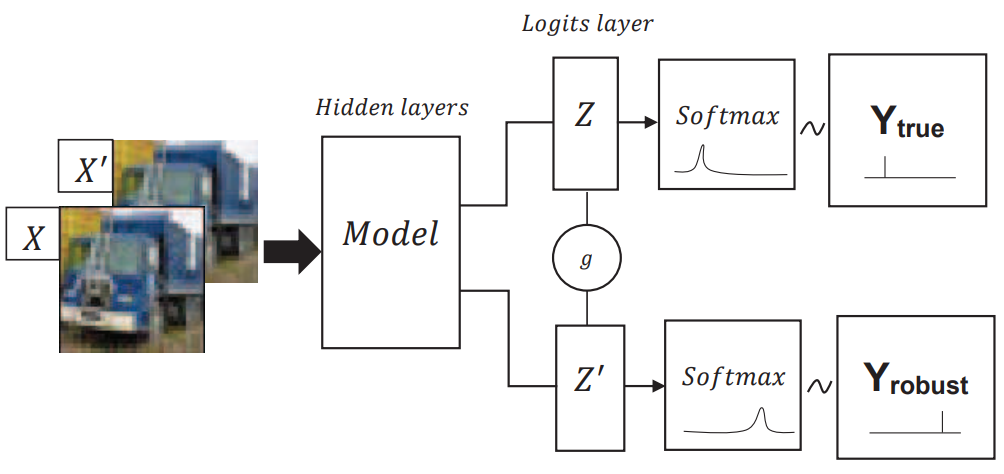 Logits layer
Hidden layers
X′
X
Model
Z
Softmax
Ytrue
g
Z′
Softmax
Yrobust